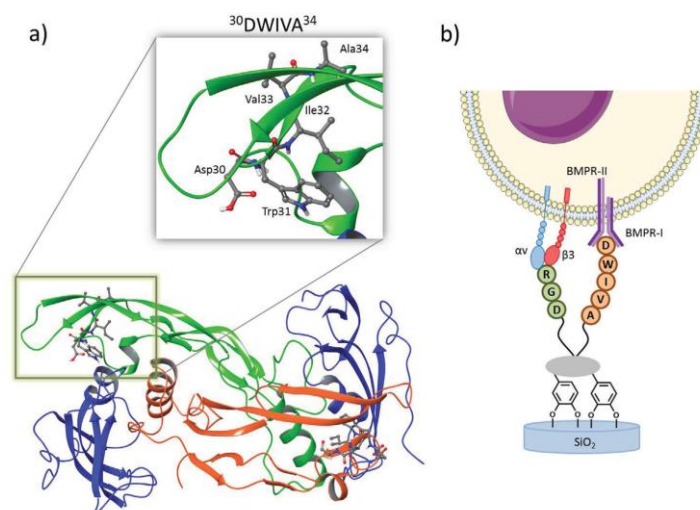 a)
³⁰DWIVA³⁴
Ala34
Val33
Ile32
Asp30
Trp31
b)
BMPR-II
BMPR-I
αv
β3
R
G
D
D
W
I
V
A
O
O
O
O
SiO₂